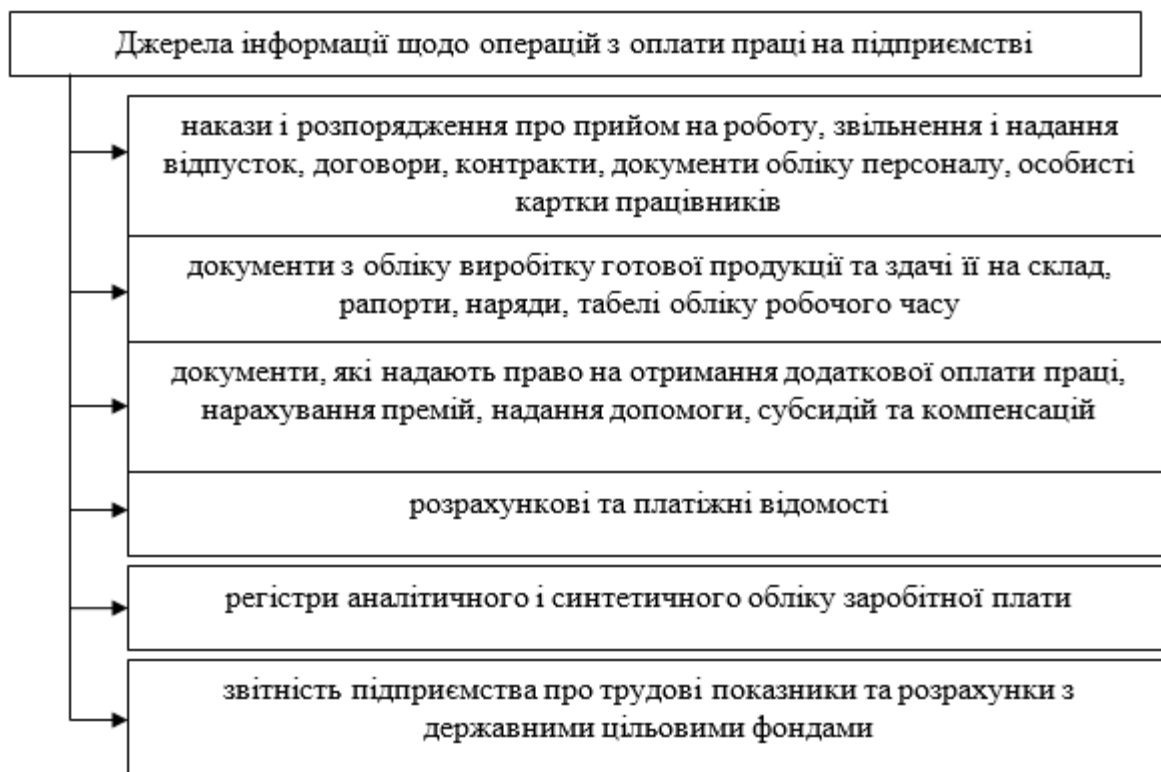 Джерела інформації щодо операцій з оплати праці на підприємстві
накази і розпорядження про прийом на роботу, звільнення і надання
відпусток, договори, контракти, документи обліку персоналу, особисті
картки працівників
документи з обліку виробітку готової продукції та здачі її на склад,
рапорти, наряди, табелі обліку робочого часу
документи, які надають право на отримання додаткової оплати праці,
нарахування премій, надання допомоги, субсидій та компенсацій
розрахункові та платіжні відомості
регістри аналітичного і синтетичного обліку заробітної плати
звітність підприємства про трудові показники та розрахунки з
державними цільовими фондами